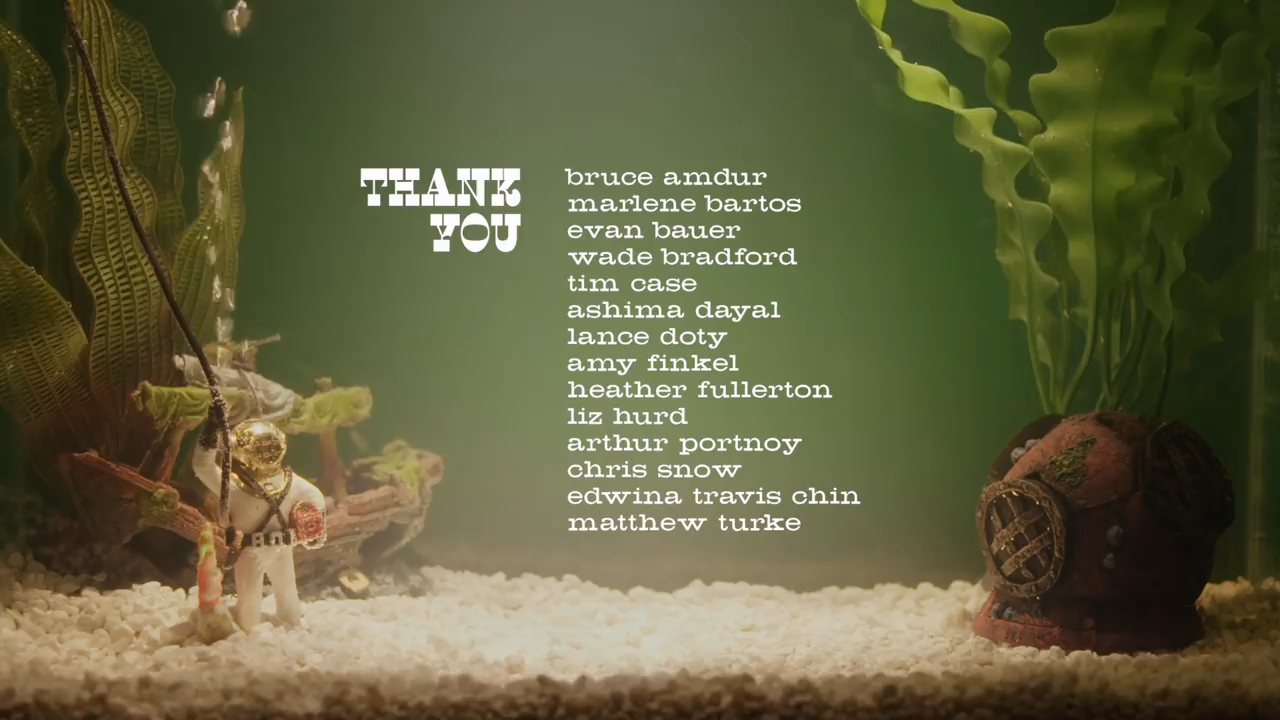 THANK
YOU
bruce amdur
marlene bartos
evan bauer
wade bradford
tim case
ashima dayal
lance doty
amy finkel
heather fullerton
liz hurd
arthur portnoy
chris snow
edwina travis chin
matthew turke